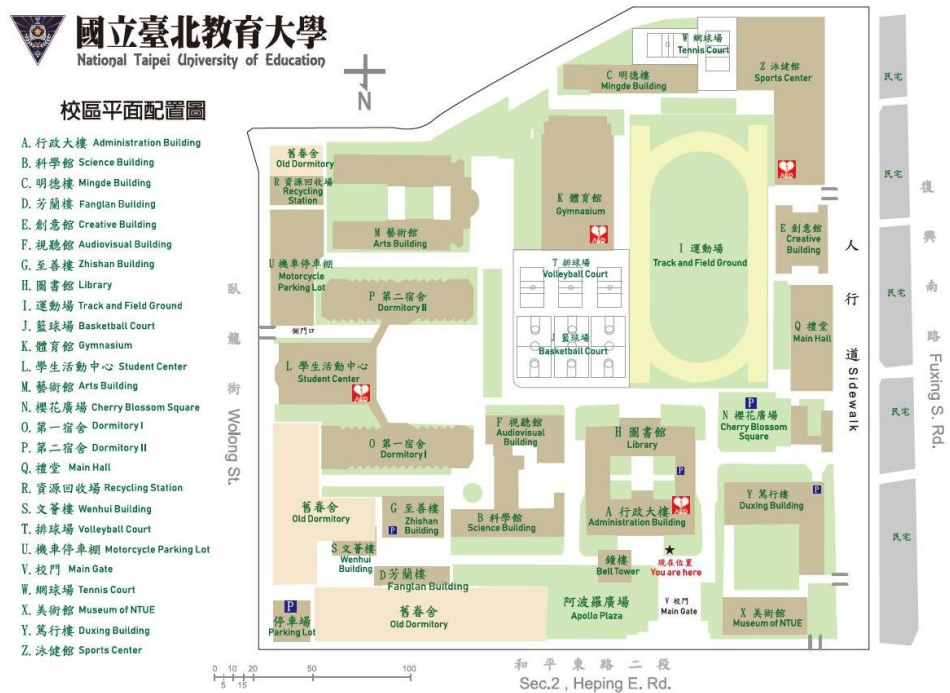 國立臺北教育大學
National Taipei University of Education
N
校區平面配置圖
A. 行政大樓 Administration Building
B. 科學館 Science Building
C. 明德樓 Mingde Building
D. 芳蘭樓 Fanglan Building
E. 創意館 Creative Building
F. 視聽館 Audiovisual Building
G. 至善樓 Zhishan Building
H. 圖書館 Library
I. 運動場 Track and Field Ground
J. 籃球場 Basketball Court
K. 體育館 Gymnasium
L. 學生活動中心 Student Center
M. 藝術館 Arts Building
N. 櫻花廣場 Cherry Blossom Square
O. 第一宿舍 Dormitory I
P. 第二宿舍 Dormitory II
Q. 禮堂 Main Hall
R. 資源回收場 Recycling Station
S. 文薈樓 Wenhui Building
T. 排球場 Volleyball Court
U. 機車停車棚 Motorcycle Parking Lot
V. 校門 Main Gate
W. 網球場 Tennis Court
X. 美術館 Museum of NTUE
Y. 篤行樓 Duxing Building
Z. 泳健館 Sports Center
W 網球場
Tennis Court
C 明德樓
Mingde Building
Z 泳健館
Sports Center
民宅
舊眷舍
Old Dormitory
R 資源回收場
Recycling
Station
M 藝術館
Arts Building
K 體育館
Gymnasium
AED
AED
民宅
I 運動場
Track and Field Ground
E 創意館
Creative
Building
U 機車停車棚
Motorcycle
Parking Lot
T 排球場
Volleyball Court
P 第二宿舍
Dormitory II
側門口
J 籃球場
Basketball Court
Q 禮堂
Main Hall
民宅
人行道 Sidewalk
復興南路 Fuxing S. Rd.
臥龍街 Wolong St.
L 學生活動中心
Student Center
AED
P
N 櫻花廣場
Cherry Blossom
Square
民宅
O 第一宿舍
Dormitory I
F 視聽館
Audiovisual
Building
H 圖書館
Library
P
舊眷舍
Old Dormitory
G 至善樓
Zhishan
Building
P
B 科學館
Science Building
A 行政大樓
Administration Building
AED
Y 篤行樓
Duxing Building
P
民宅
S 文薈樓
Wenhui
Building
D 芳蘭樓
Fanglan Building
鐘樓
Bell Tower
現在位置
You are here
P
停車場
Parking Lot
舊眷舍
Old Dormitory
阿波羅廣場
Apollo Plaza
V 校門
Main Gate
X 美術館
Museum of NTUE
0 10 20 50 100
5 15
和平東路二段
Sec.2 , Heping E. Rd.